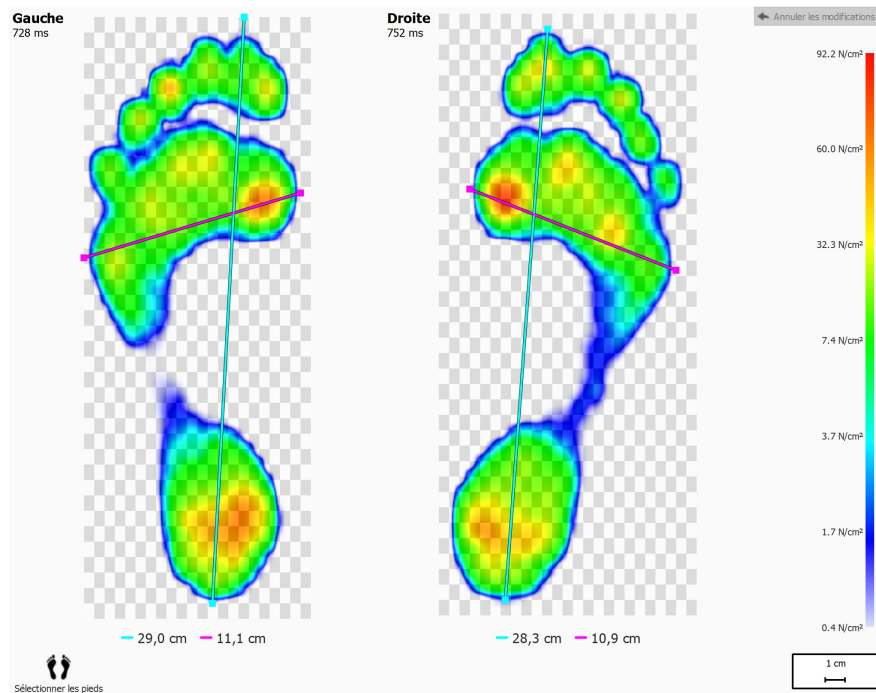 Gauche
728 ms
Droite
752 ms
Annuler les modifications
92.2 N/cm²
60.0 N/cm²
32.3 N/cm²
7.4 N/cm²
3.7 N/cm²
1.7 N/cm²
0.4 N/cm²
29,0 cm 11,1 cm
28,3 cm 10,9 cm
1 cm
Sélectionner les pieds